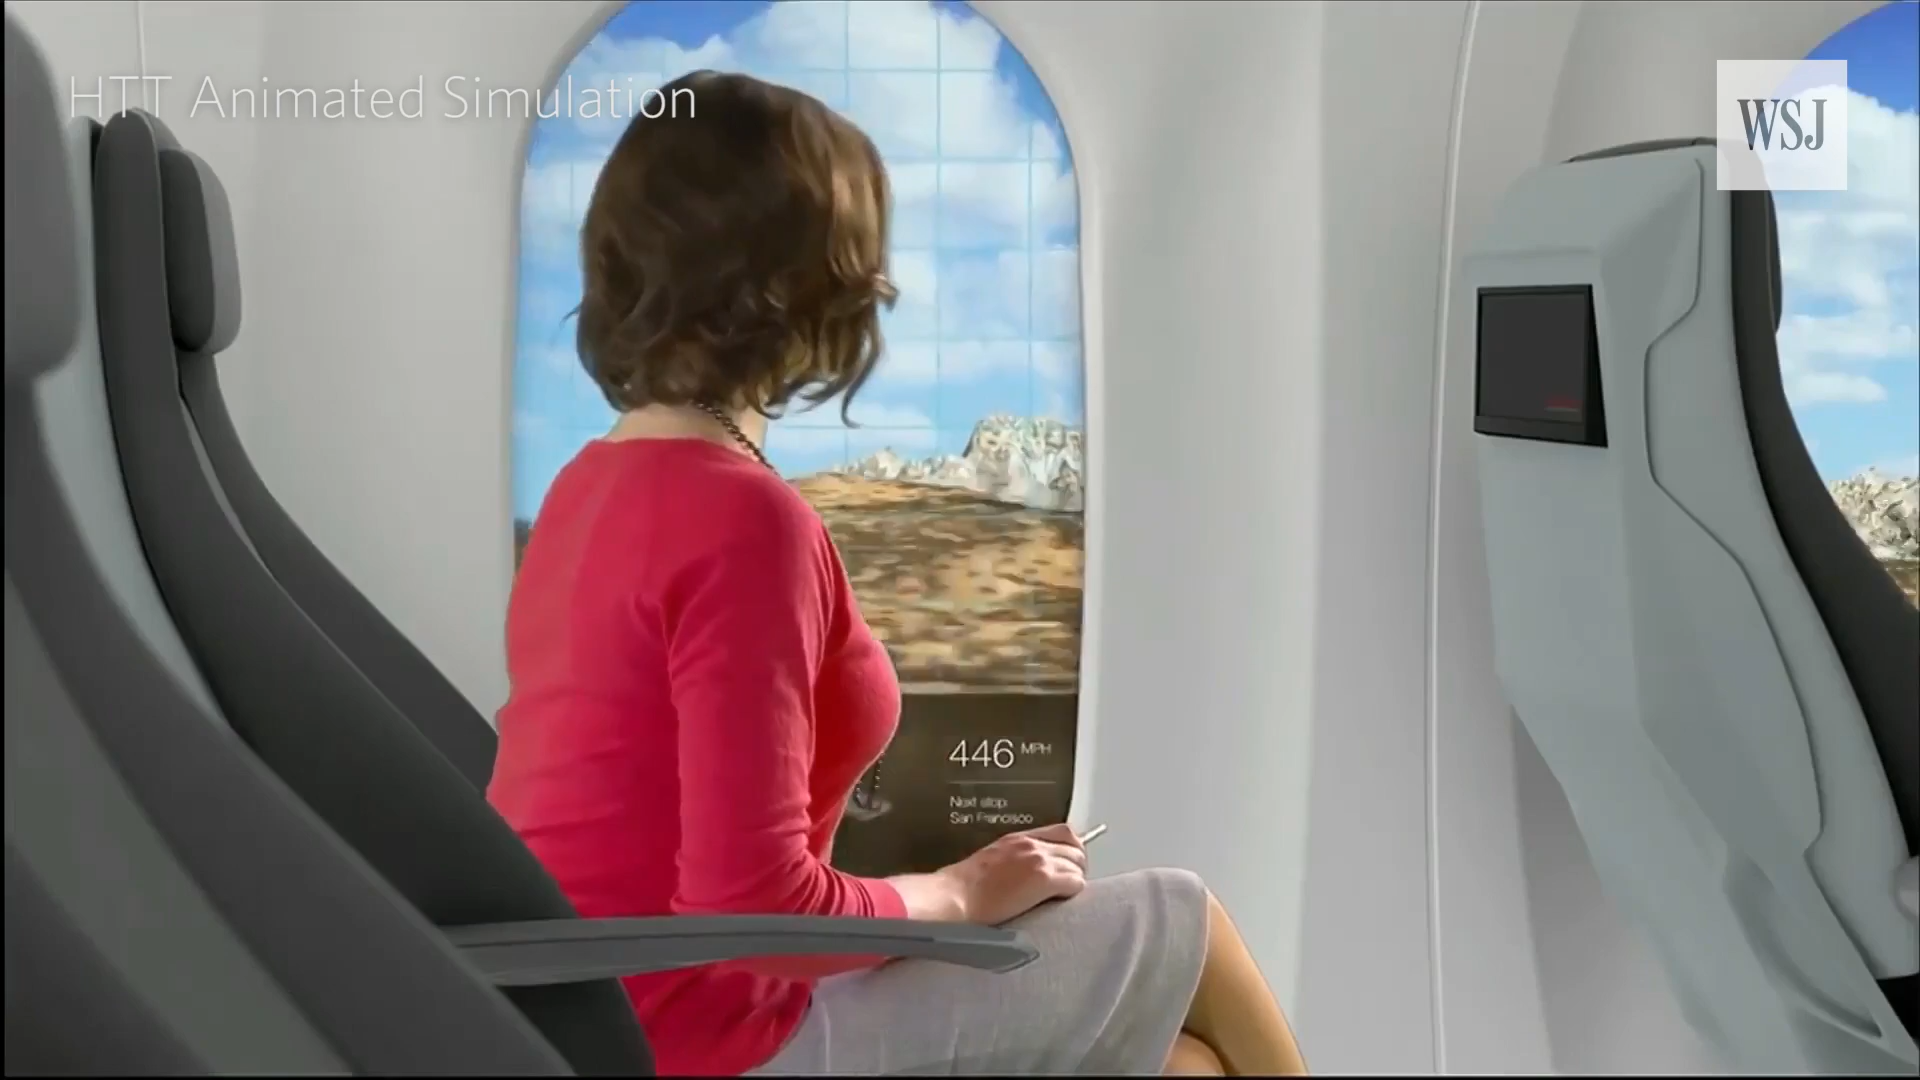 HTT Animated Simulation
WSJ
446 MPH
Next stop:
San Francisco